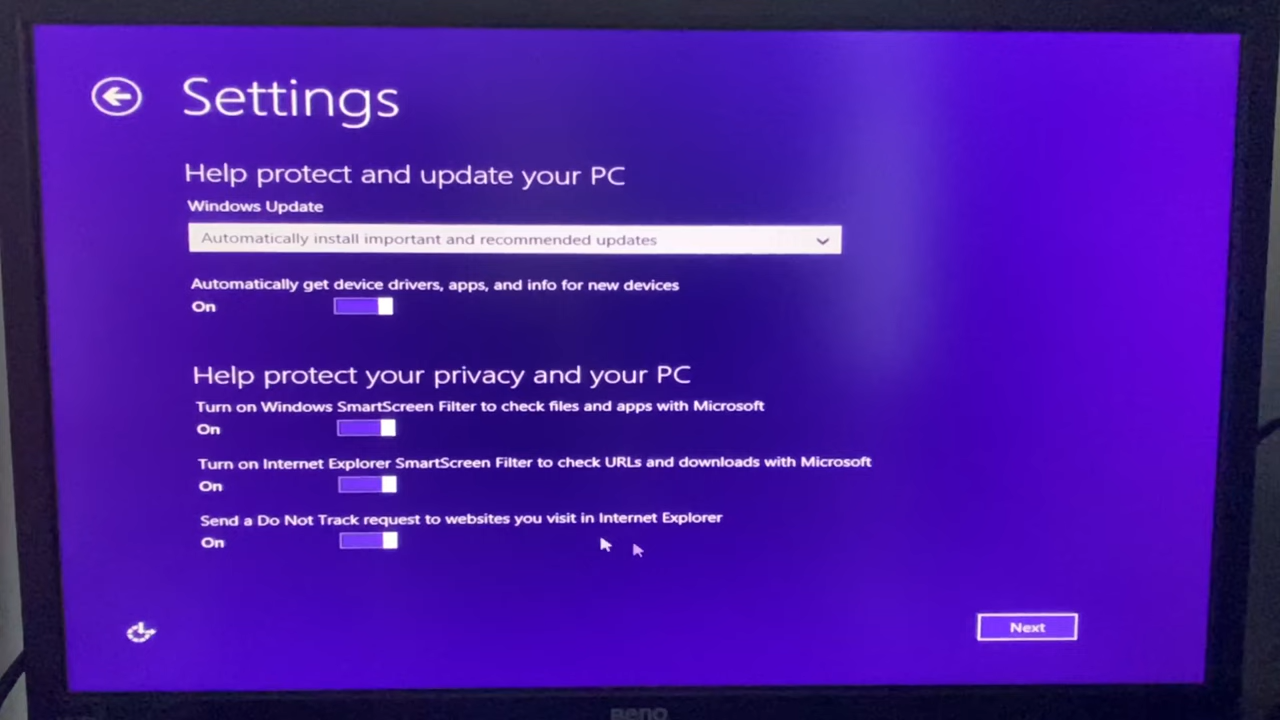 Settings
Help protect and update your PC
Windows Update
Automatically install important and recommended updates
Automatically get device drivers, apps, and info for new devices
On
Help protect your privacy and your PC
Turn on Windows SmartScreen Filter to check files and apps with Microsoft
On
Turn on Internet Explorer SmartScreen Filter to check URLs and downloads with Microsoft
On
Send a Do Not Track request to websites you visit in Internet Explorer
On
Next
BenQ